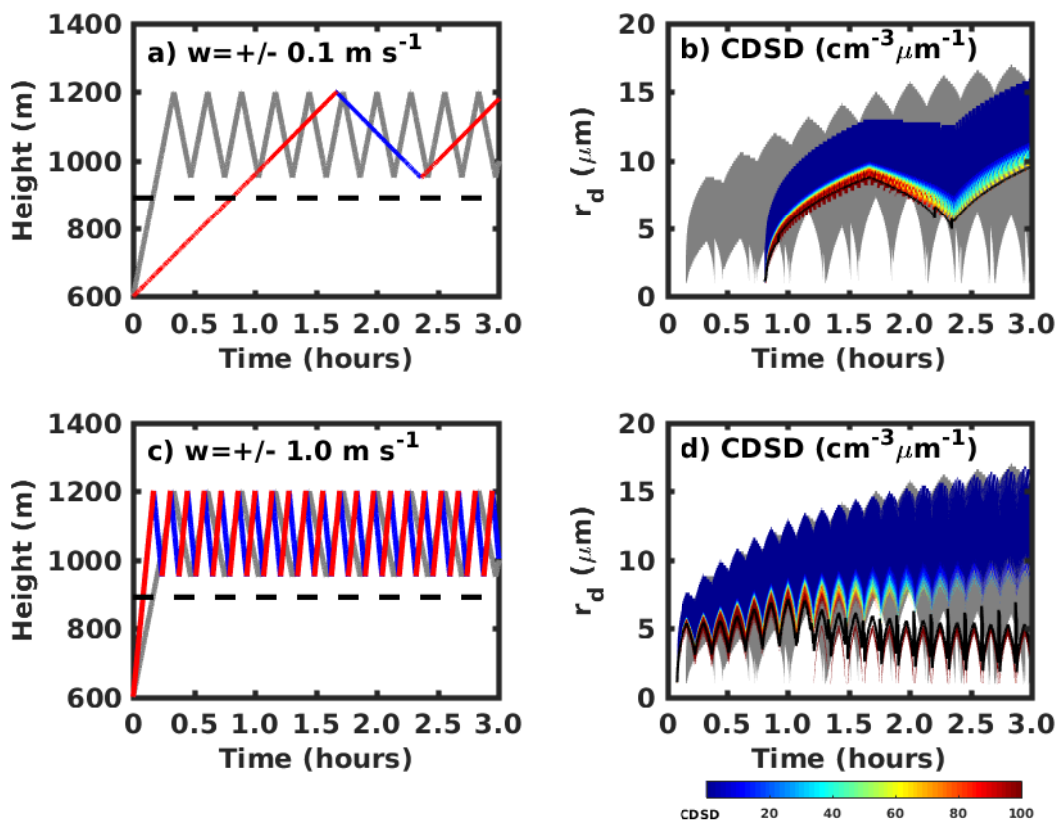 a) w=+/- 0.1 m s⁻¹
Height (m)
1400
1200
1000
800
600
0 0.5 1.0 1.5 2.0 2.5 3.0
Time (hours)
b) CDSD (cm⁻³μm⁻¹)
r_d (μm)
20
15
10
5
0
0 0.5 1.0 1.5 2.0 2.5 3.0
Time (hours)
c) w=+/- 1.0 m s⁻¹
Height (m)
1400
1200
1000
800
600
0 0.5 1.0 1.5 2.0 2.5 3.0
Time (hours)
d) CDSD (cm⁻³μm⁻¹)
r_d (μm)
20
15
10
5
0
0 0.5 1.0 1.5 2.0 2.5 3.0
Time (hours)
CDSD 20 40 60 80 100